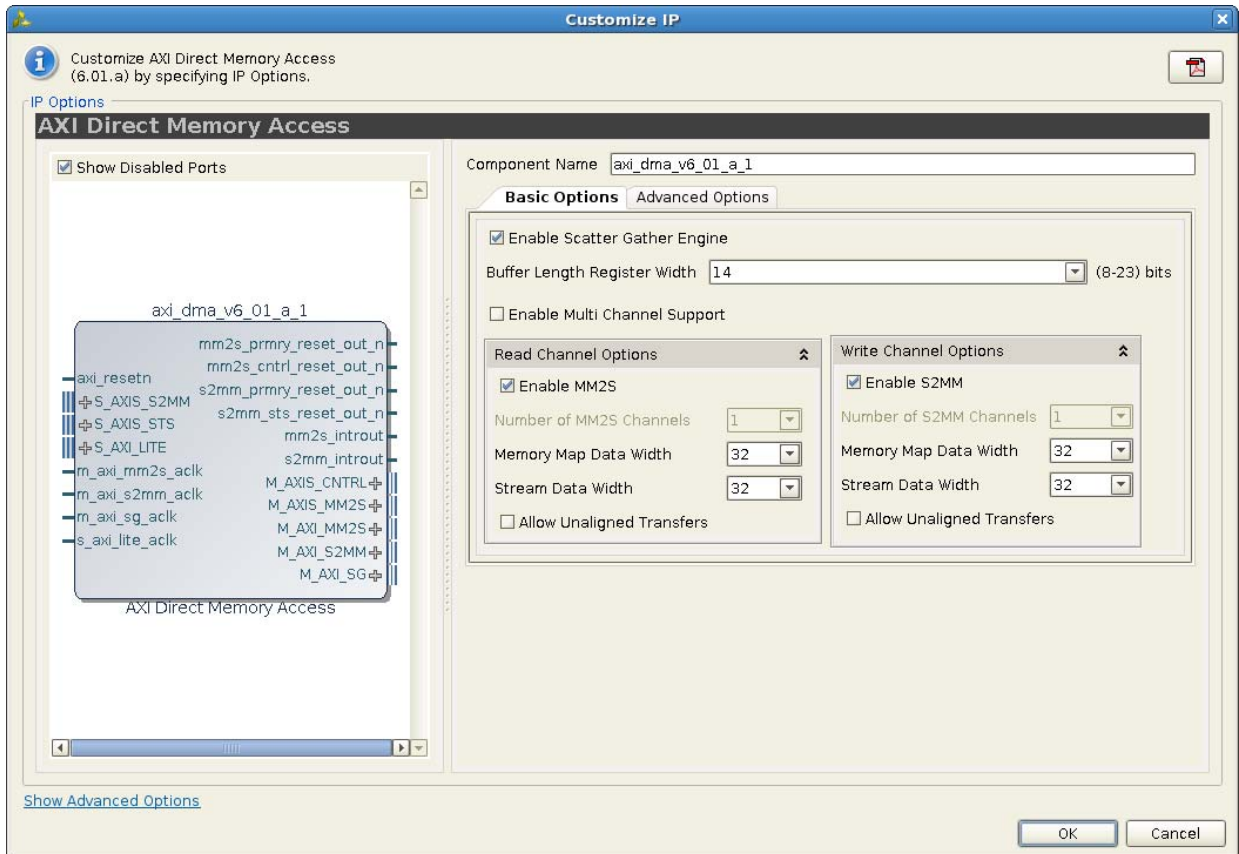 Customize IP
Customize AXI Direct Memory Access
(6.01.a) by specifying IP Options.
IP Options
AXI Direct Memory Access
Show Disabled Ports
axi_dma_v6_01_a_1
mm2s_prmry_reset_out_n
mm2s_cntrl_reset_out_n
axi_resetn
s2mm_prmry_reset_out_n
S_AXIS_S2MM
s2mm_sts_reset_out_n
S_AXIS_STS
mm2s_introut
S_AXI_LITE
s2mm_introut
m_axi_mm2s_aclk
M_AXIS_CNTRL
m_axi_s2mm_aclk
M_AXIS_MM2S
m_axi_sg_aclk
M_AXI_MM2S
s_axi_lite_aclk
M_AXI_S2MM
M_AXI_SG
AXI Direct Memory Access
Component Name axi_dma_v6_01_a_1
Basic Options Advanced Options
Enable Scatter Gather Engine
Buffer Length Register Width 14 (8-23) bits
Enable Multi Channel Support
Read Channel Options
Enable MM2S
Number of MM2S Channels 1
Memory Map Data Width 32
Stream Data Width 32
Allow Unaligned Transfers
Write Channel Options
Enable S2MM
Number of S2MM Channels 1
Memory Map Data Width 32
Stream Data Width 32
Allow Unaligned Transfers
Show Advanced Options
OK Cancel